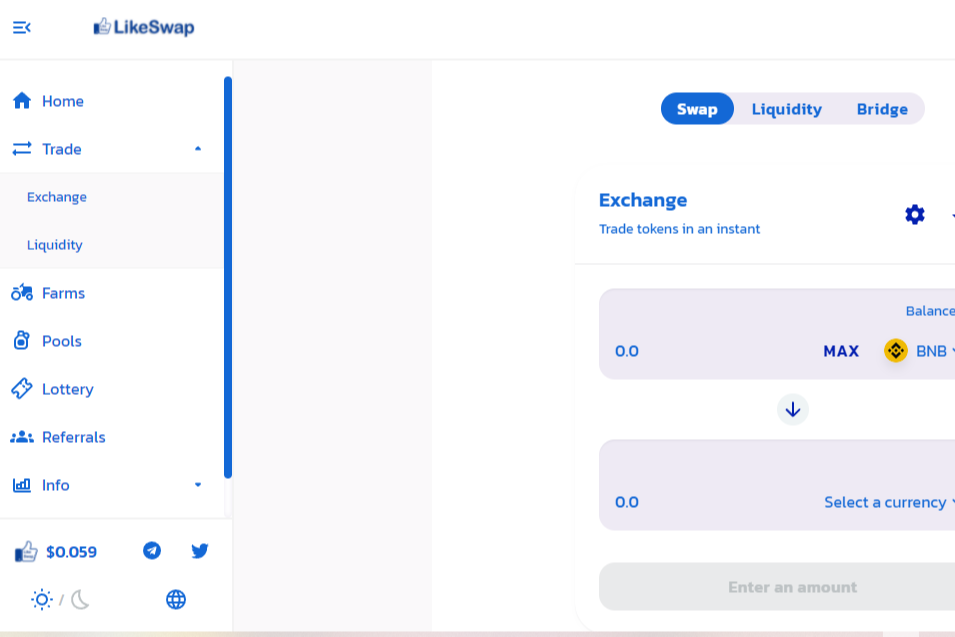 LikeSwap
Home
Trade
Exchange
Liquidity
Farms
Pools
Lottery
Referrals
Info
$0.059
/
Swap Liquidity Bridge
Exchange
Trade tokens in an instant
Balance
0.0 MAX BNB
0.0 Select a currency
Enter an amount